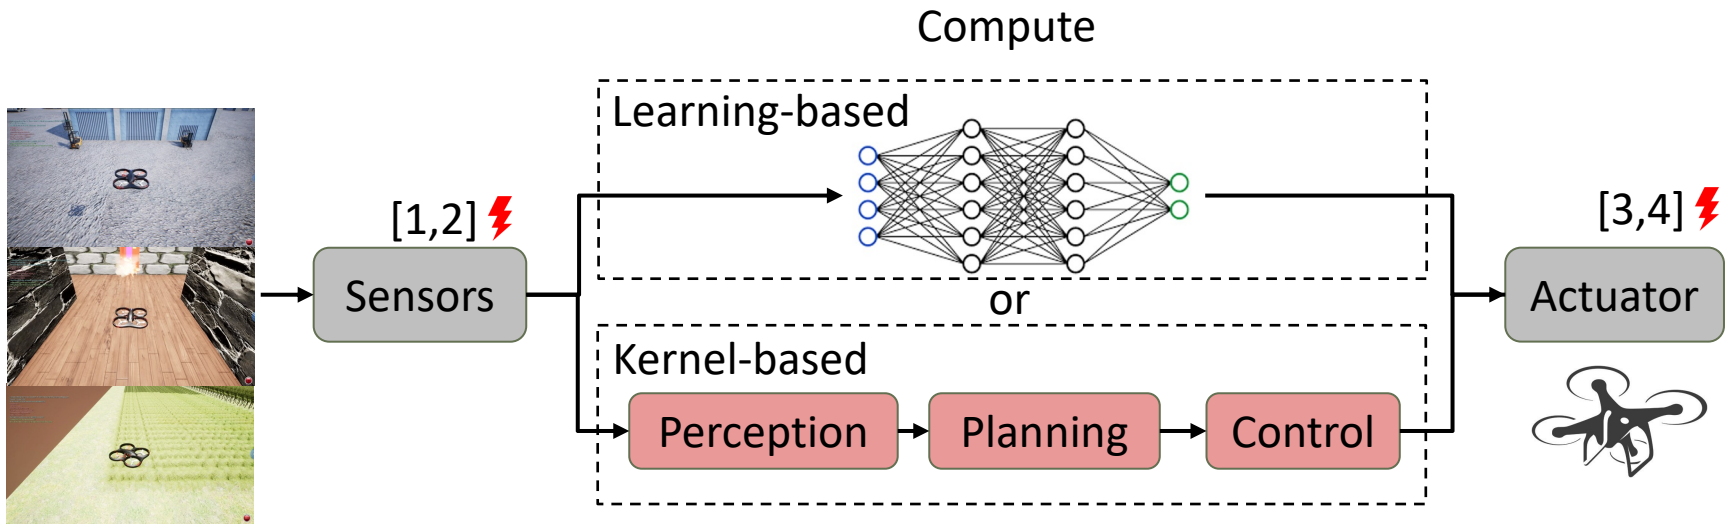 Compute
Learning-based
[1,2]
[3,4]
Sensors
or
Actuator
Kernel-based
Perception
Planning
Control